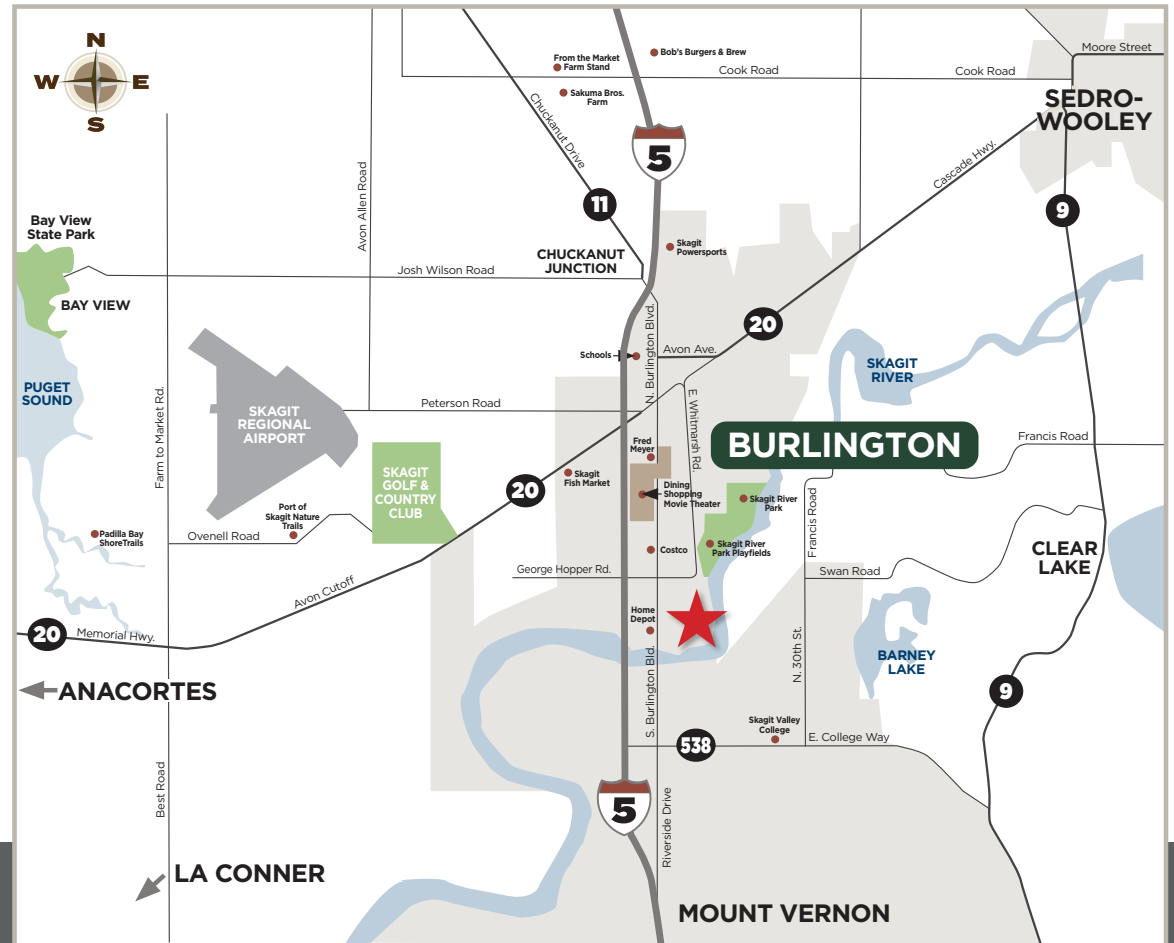 N
W
E
S
From the Market
Farm Stand
Bob's Burgers & Brew
Moore Street
Cook Road
Cook Road
Sakuma Bros.
Farm
SEDRO-
WOOLEY
Chuckanut Drive
5
Cascade Hwy.
Avon Allen Road
11
9
Bay View
State Park
CHUCKANUT
JUNCTION
Skagit
Powersports
Josh Wilson Road
BAY VIEW
20
N. Burlington Blvd.
Schools
Avon Ave.
SKAGIT
RIVER
PUGET
SOUND
Farm to Market Rd.
SKAGIT
REGIONAL
AIRPORT
Peterson Road
E. Whitmarsh Rd.
BURLINGTON
Francis Road
Fred
Meyer
SKAGIT
GOLF &
COUNTRY
CLUB
Skagit
Fish Market
20
Dining
Shopping
Movie Theater
Skagit River
Park
Francis Road
Port of
Skagit Nature
Trails
Padilla Bay
ShoreTrails
Ovenell Road
Costco
Skagit River
Park Playfields
CLEAR
LAKE
George Hopper Rd.
Swan Road
Avon Cutoff
Home
Depot
20
Memorial Hwy.
N. 30th St.
BARNEY
LAKE
ANACORTES
S. Burlington Bld.
9
Skagit Valley
College
538
E. College Way
Best Road
5
Riverside Drive
LA CONNER
MOUNT VERNON